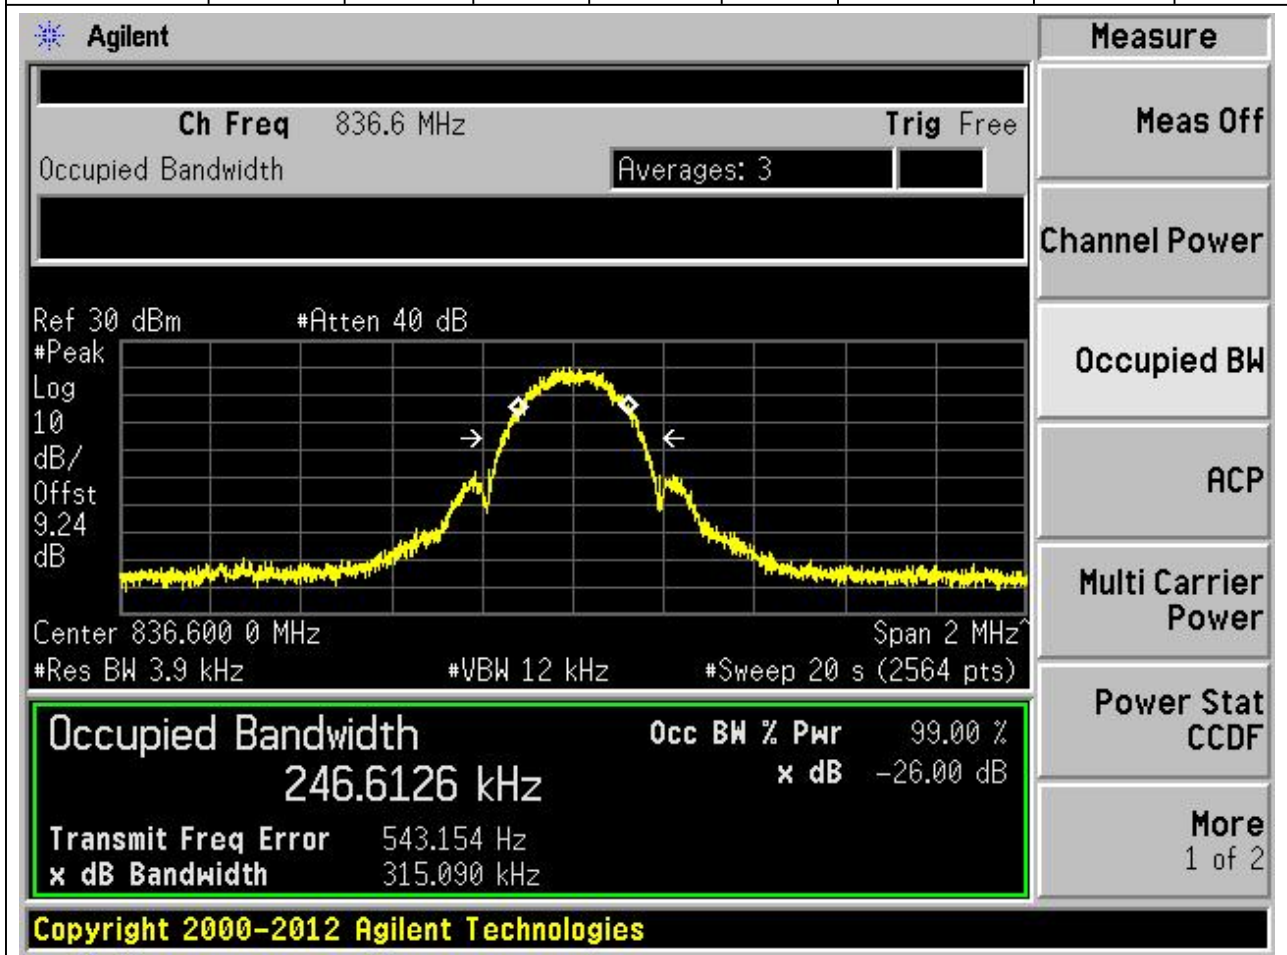 Agilent
Measure
Ch Freq 836.6 MHz Trig Free
Occupied Bandwidth Averages: 3
Ref 30 dBm #Atten 40 dB
#Peak
Log
10
dB/
Offst
9.24
dB
Center 836.600 0 MHz Span 2 MHz^
#Res BW 3.9 kHz #VBW 12 kHz #Sweep 20 s (2564 pts)
Occupied Bandwidth Occ BW % Pwr 99.00 %
246.6126 kHz x dB -26.00 dB
Transmit Freq Error 543.154 Hz
x dB Bandwidth 315.090 kHz
Meas Off
Channel Power
Occupied BW
ACP
Multi Carrier
Power
Power Stat
CCDF
More
1 of 2
Copyright 2000-2012 Agilent Technologies